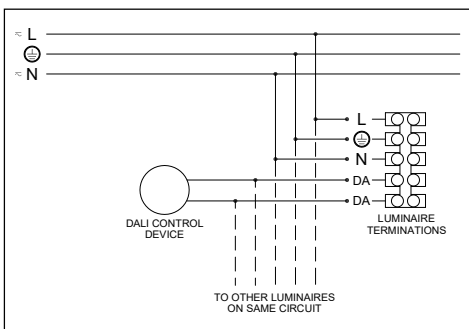 ≂ L
⏚
≂ N
L
⏚
N
DA
DA
DALI CONTROL
DEVICE
LUMINAIRE
TERMINATIONS
TO OTHER LUMINAIRES
ON SAME CIRCUIT